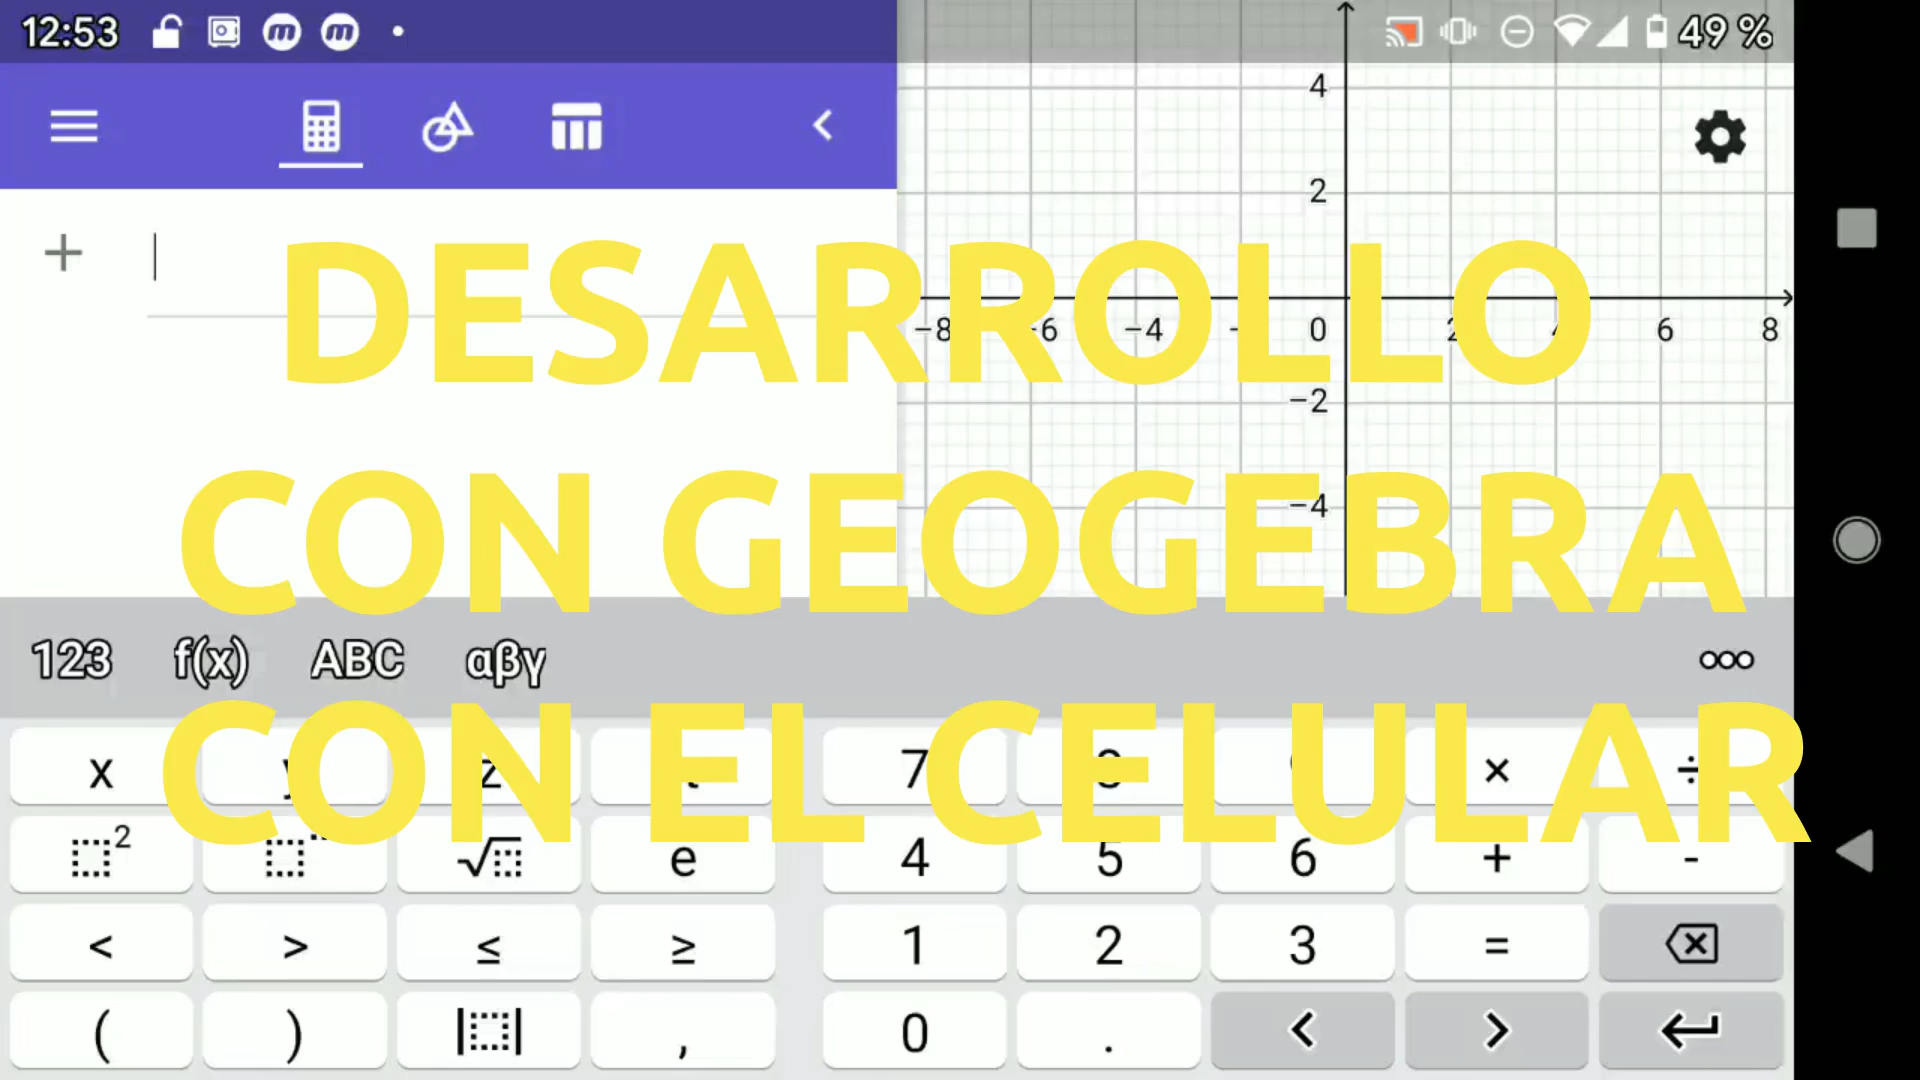 12:53
49 %
4
2
-8 -6 -4 0 6 8
-2
-4
DESARROLLO
CON GEOGEBRA
CON EL CELULAR
123 f(x) ABC αβγ
x 7 × ÷
2 √ e 4 5 6 + -
< > ≤ ≥ 1 2 3 =
( ) | | , 0 . < >